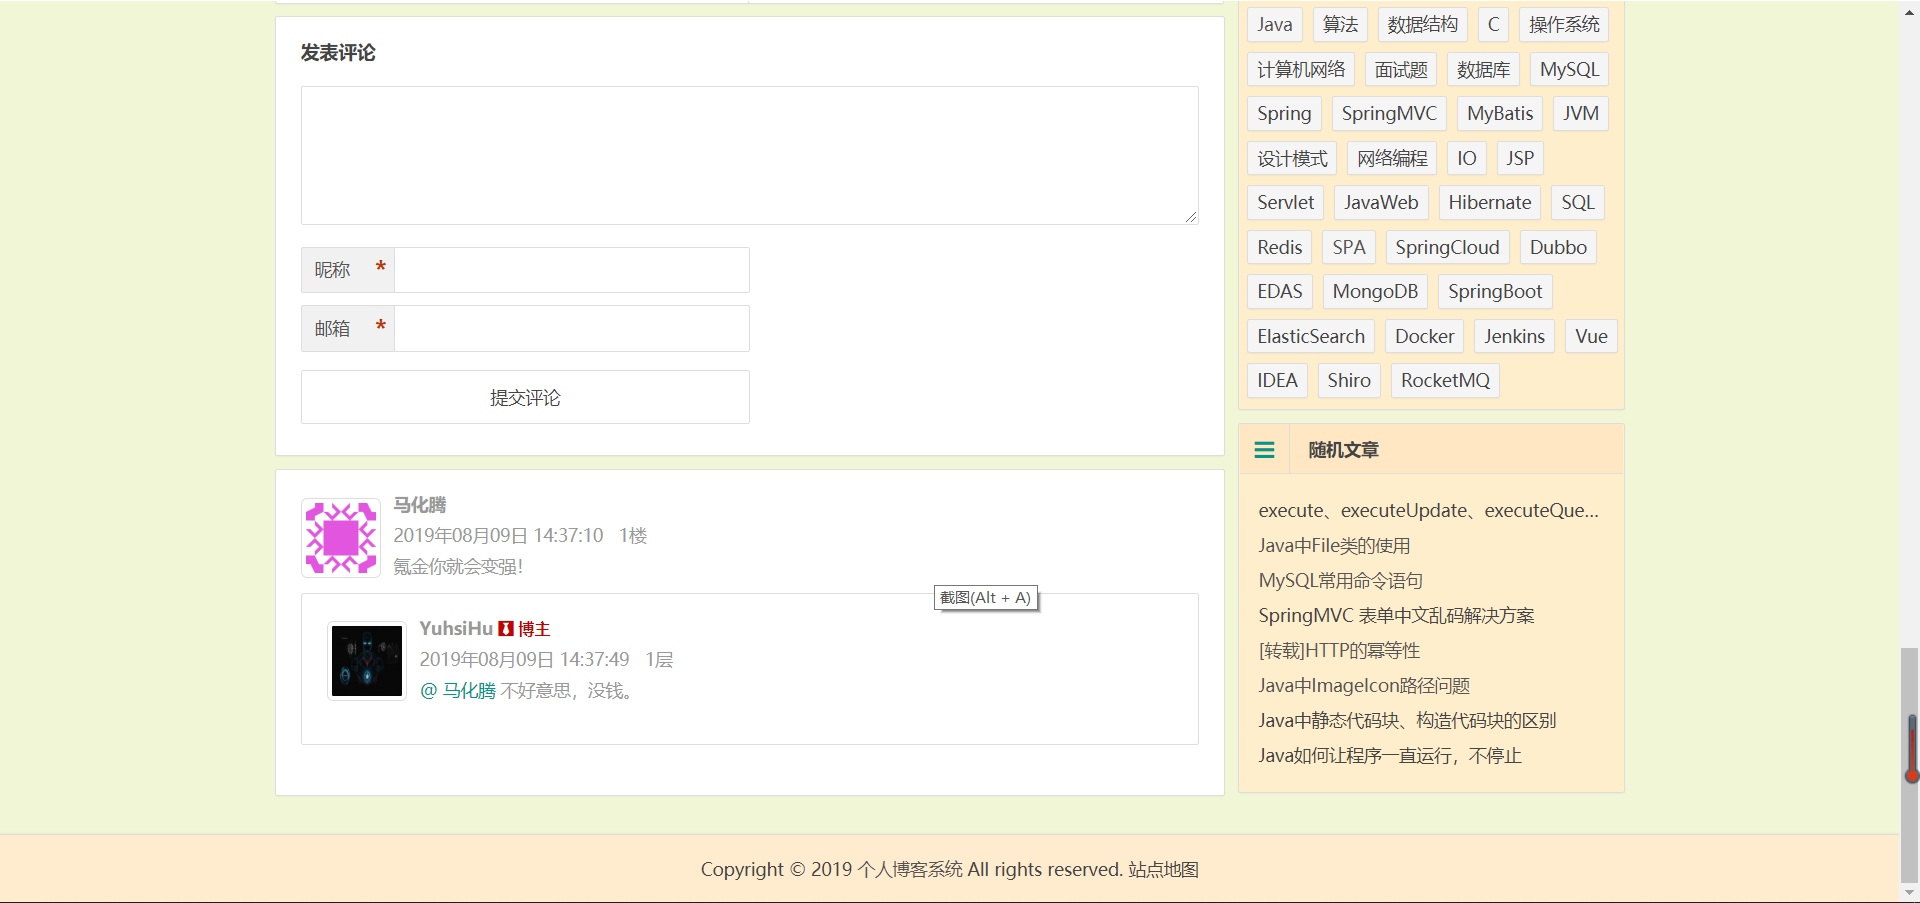 发表评论
昵称 *
邮箱 *
提交评论
马化腾
2019年08月09日 14:37:10 1楼
氪金你就会变强!
YuhsiHu 博主
2019年08月09日 14:37:49 1层
@ 马化腾 不好意思，没钱。
截图(Alt + A)
Java 算法 数据结构 C 操作系统
计算机网络 面试题 数据库 MySQL
Spring SpringMVC MyBatis JVM
设计模式 网络编程 IO JSP
Servlet JavaWeb Hibernate SQL
Redis SPA SpringCloud Dubbo
EDAS MongoDB SpringBoot
ElasticSearch Docker Jenkins Vue
IDEA Shiro RocketMQ
随机文章
execute、executeUpdate、executeQue...
Java中File类的使用
MySQL常用命令语句
SpringMVC 表单中文乱码解决方案
[转载]HTTP的幂等性
Java中ImageIcon路径问题
Java中静态代码块、构造代码块的区别
Java如何让程序一直运行，不停止
Copyright © 2019 个人博客系统 All rights reserved. 站点地图